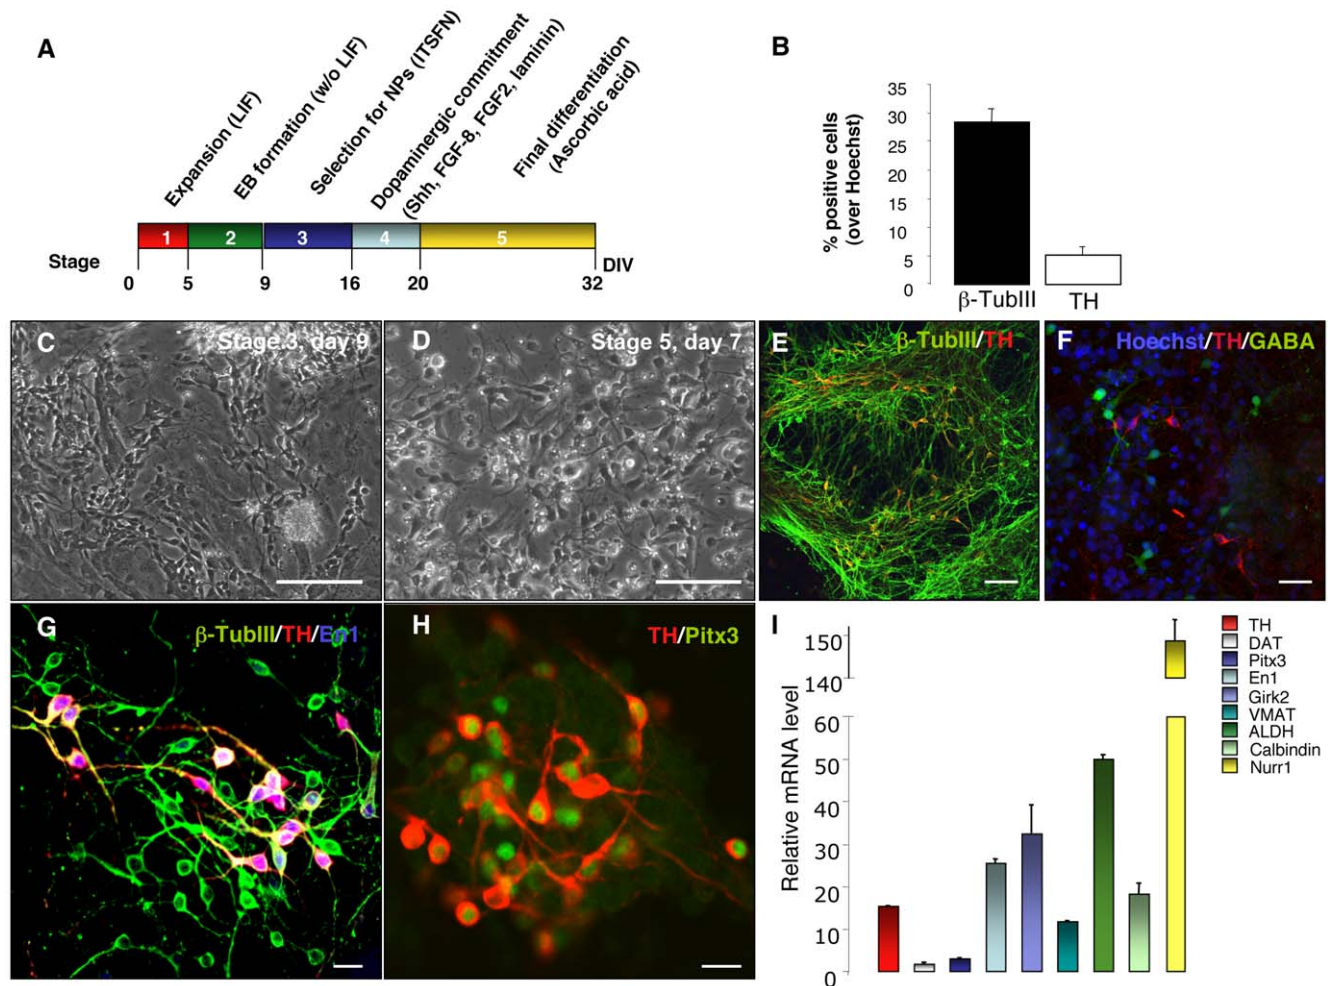 A
Expansion (LIF)
EB formation (w/o LIF)
Selection for NPs (ITSFN)
Dopaminergic commitment
(Shh, FGF-8, FGF2, laminin)
Final differentiation
(Ascorbic acid)
1 2 3 4 5
Stage DIV
0 5 9 16 20 32
B
% positive cells
(over Hoechst)
35
30
25
20
15
10
5
0
β-TubIII TH
C Stage 3, day 9
D Stage 5, day 7
E β-TubIII/TH
F Hoechst/TH/GABA
G β-TubIII/TH/En1
H TH/Pitx3
I
Relative mRNA level
150
140
60
50
40
30
20
10
0
TH
DAT
Pitx3
En1
Girk2
VMAT
ALDH
Calbindin
Nurr1